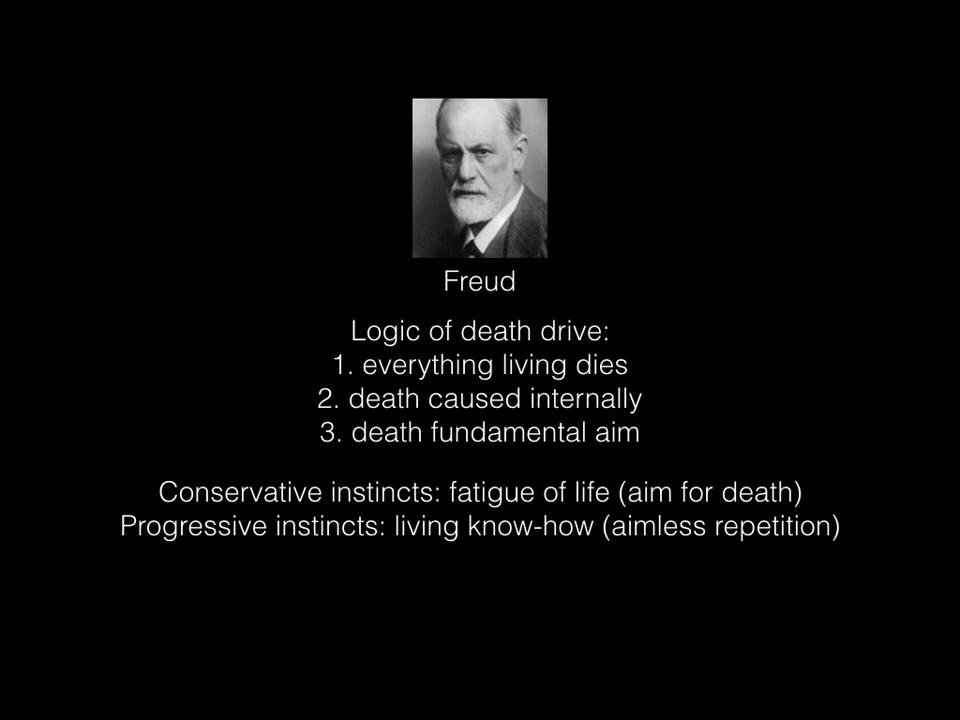 Freud
Logic of death drive:
1. everything living dies
2. death caused internally
3. death fundamental aim
Conservative instincts: fatigue of life (aim for death)
Progressive instincts: living know-how (aimless repetition)